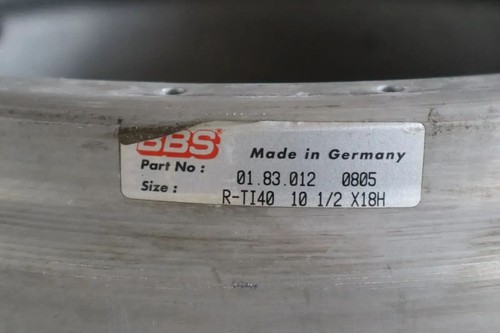 BBS Made in Germany
Part No : 01.83.012 0805
Size : R-TI40 10 1/2 X18H